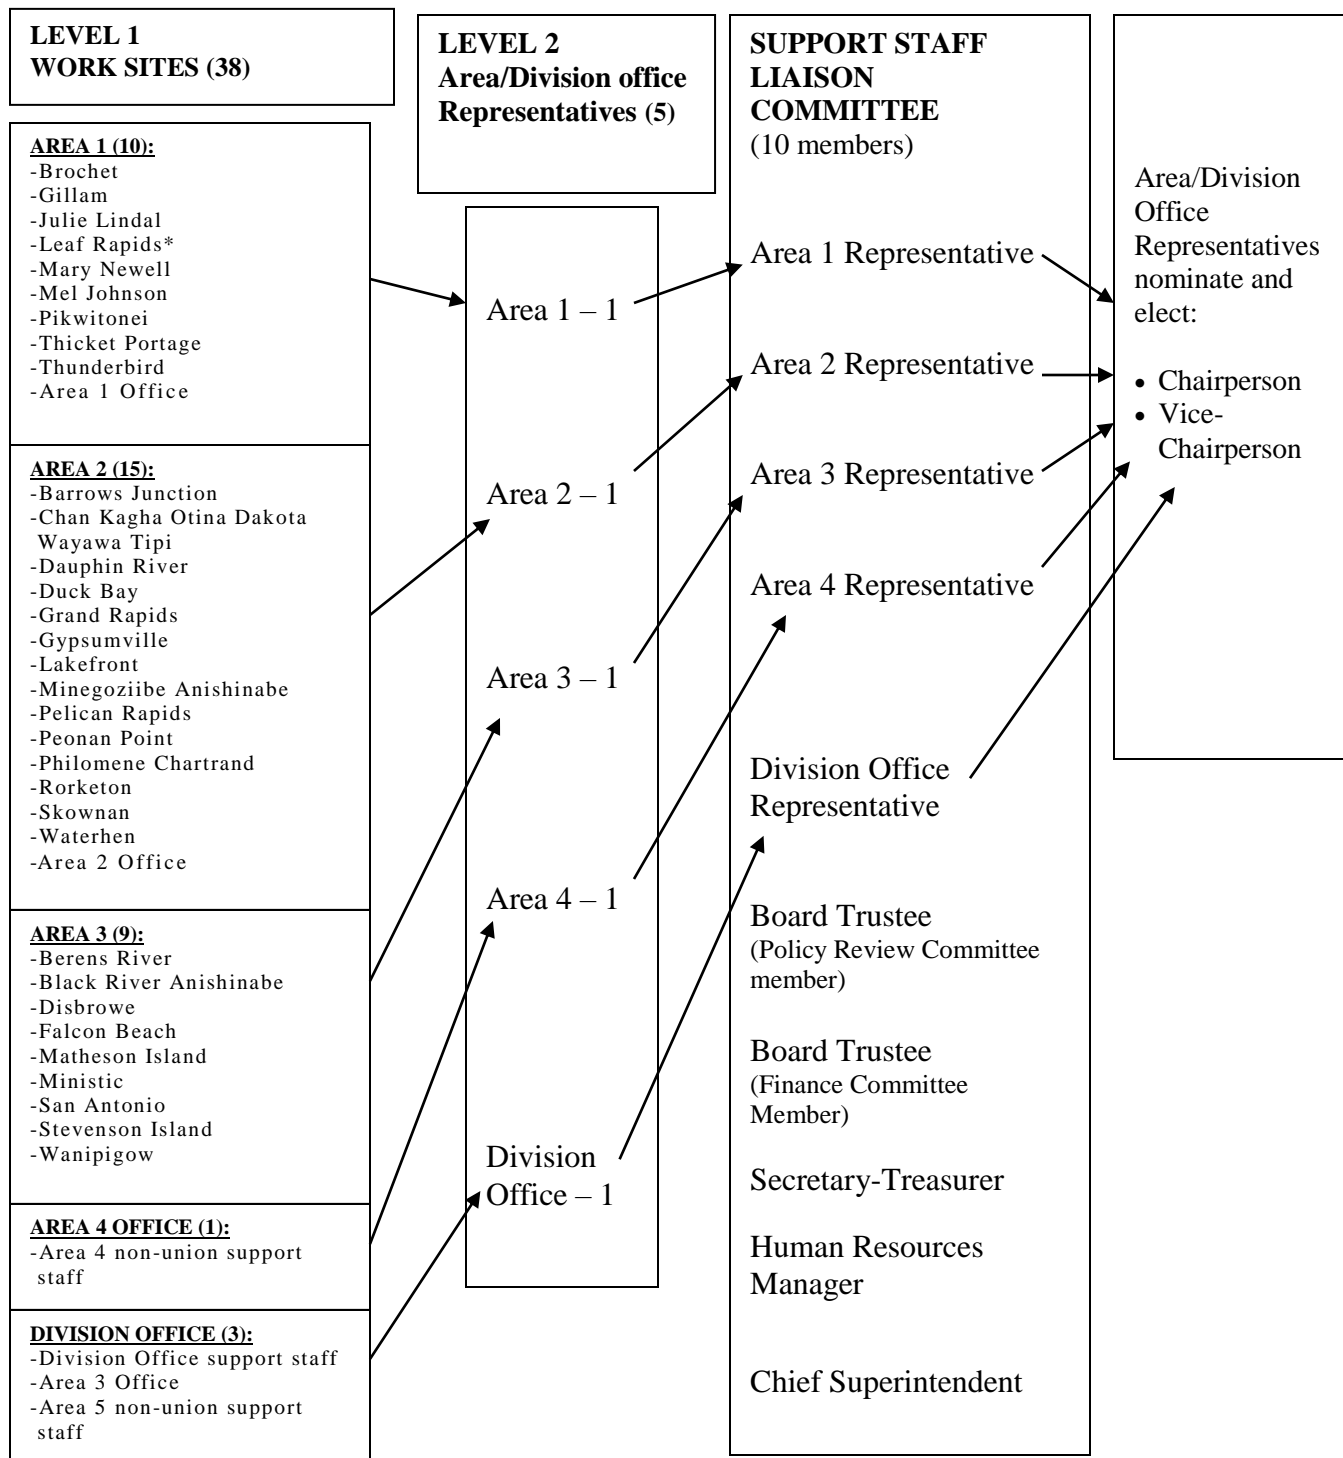 LEVEL 1
WORK SITES (38)
AREA 1 (10):
-Brochet
-Gillam
-Julie Lindal
-Leaf Rapids*
-Mary Newell
-Mel Johnson
-Pikwitonei
-Thicket Portage
-Thunderbird
-Area 1 Office
AREA 2 (15):
-Barrows Junction
-Chan Kagha Otina Dakota
Wayawa Tipi
-Dauphin River
-Duck Bay
-Grand Rapids
-Gypsumville
-Lakefront
-Minegoziibe Anishinabe
-Pelican Rapids
-Peonan Point
-Philomene Chartrand
-Rorketon
-Skownan
-Waterhen
-Area 2 Office
AREA 3 (9):
-Berens River
-Black River Anishinabe
-Disbrowe
-Falcon Beach
-Matheson Island
-Ministic
-San Antonio
-Stevenson Island
-Wanipigow
AREA 4 OFFICE (1):
-Area 4 non-union support
staff
DIVISION OFFICE (3):
-Division Office support staff
-Area 3 Office
-Area 5 non-union support
staff
LEVEL 2
Area/Division office
Representatives (5)
Area 1 – 1
Area 2 – 1
Area 3 – 1
Area 4 – 1
Division
Office – 1
SUPPORT STAFF
LIAISON
COMMITTEE
(10 members)
Area 1 Representative
Area 2 Representative
Area 3 Representative
Area 4 Representative
Division Office
Representative
Board Trustee
(Policy Review Committee
member)
Board Trustee
(Finance Committee
Member)
Secretary-Treasurer
Human Resources
Manager
Chief Superintendent
Area/Division
Office
Representatives
nominate and
elect:
• Chairperson
• Vice-
Chairperson